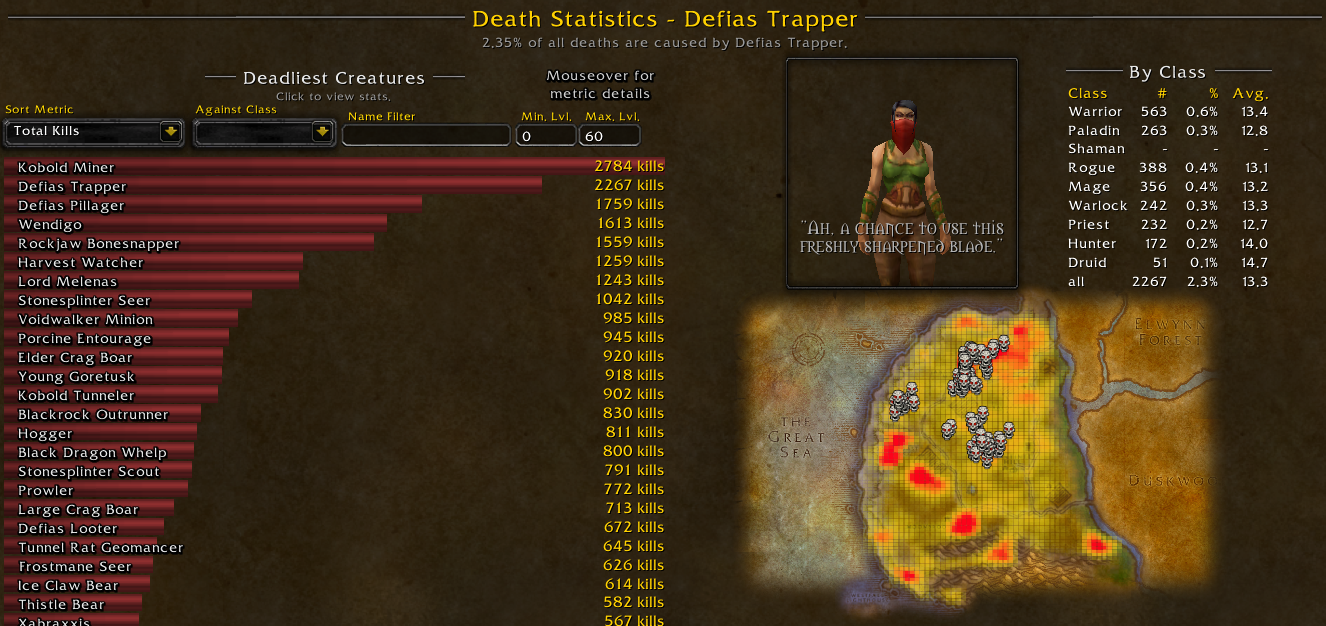 Death Statistics - Defias Trapper
2.35% of all deaths are caused by Defias Trapper.
Deadliest Creatures
Click to view stats.
Mouseover for
metric details
Sort Metric
Against Class
Name Filter
Min. Lvl.
Max. Lvl.
Total Kills
0
60
Kobold Miner 2784 kills
Defias Trapper 2267 kills
Defias Pillager 1759 kills
Wendigo 1613 kills
Rockjaw Bonesnapper 1559 kills
Harvest Watcher 1259 kills
Lord Melenas 1243 kills
Stonesplinter Seer 1042 kills
Voidwalker Minion 985 kills
Porcine Entourage 945 kills
Elder Crag Boar 920 kills
Young Goretusk 918 kills
Kobold Tunneler 902 kills
Blackrock Outrunner 830 kills
Hogger 811 kills
Black Dragon Whelp 800 kills
Stonesplinter Scout 791 kills
Prowler 772 kills
Large Crag Boar 713 kills
Defias Looter 672 kills
Tunnel Rat Geomancer 645 kills
Frostmane Seer 626 kills
Ice Claw Bear 614 kills
Thistle Bear 582 kills
Xabraxxis 567 kills
"Ah, a chance to use this
freshly sharpened blade."
By Class
Class # % Avg.
Warrior 563 0.6% 13.4
Paladin 263 0.3% 12.8
Shaman - - -
Rogue 388 0.4% 13.1
Mage 356 0.4% 13.2
Warlock 242 0.3% 13.3
Priest 232 0.2% 12.7
Hunter 172 0.2% 14.0
Druid 51 0.1% 14.7
all 2267 2.3% 13.3
Elwynn
Forest
The
Great
Sea
Duskwoo